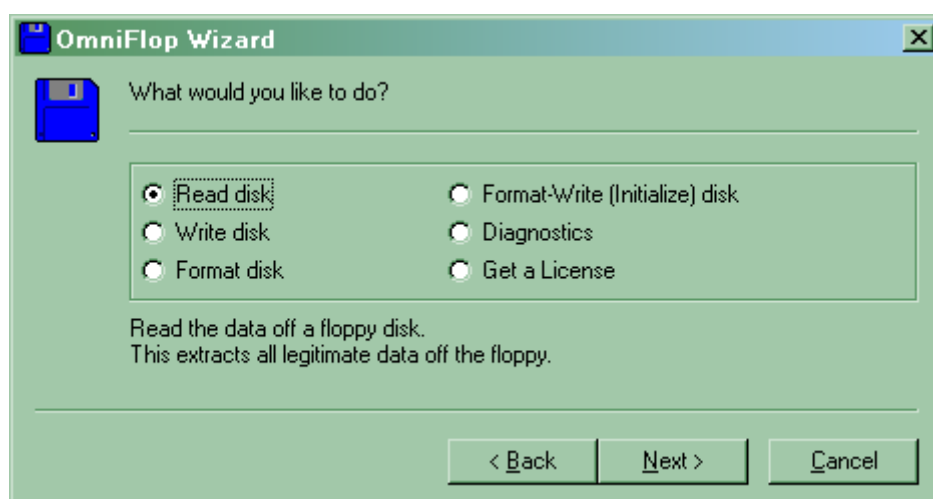 OmniFlop Wizard
What would you like to do?
Read disk
Write disk
Format disk
Format-Write (Initialize) disk
Diagnostics
Get a License
Read the data off a floppy disk.
This extracts all legitimate data off the floppy.
< Back
Next >
Cancel